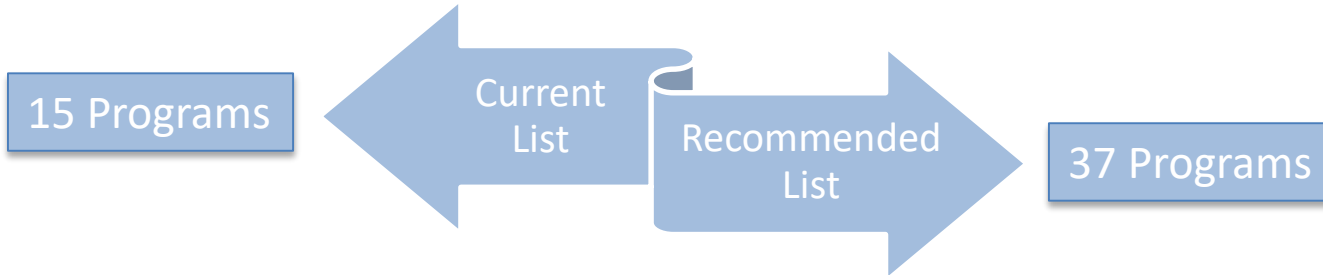 15 Programs
Current
List
Recommended
List
37 Programs